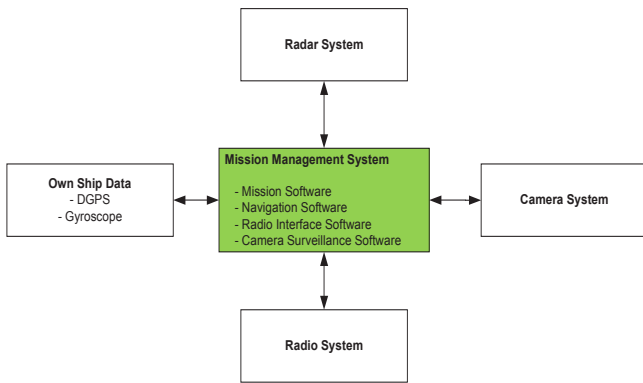 Radar System
Mission Management System
- Mission Software
- Navigation Software
- Radio Interface Software
- Camera Surveillance Software
Own Ship Data
- DGPS
- Gyroscope
Camera System
Radio System